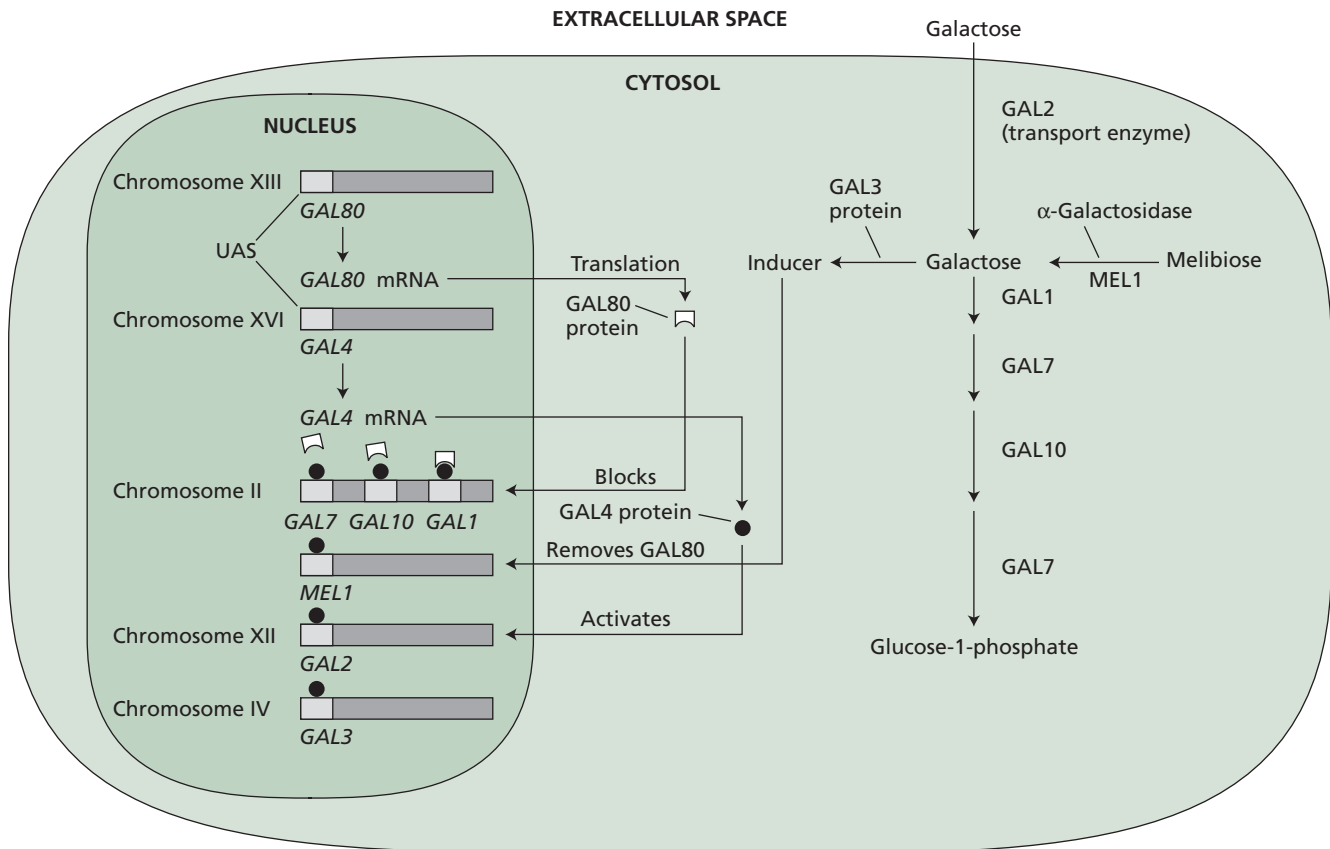 EXTRACELLULAR SPACE
Galactose
CYTOSOL
NUCLEUS
GAL2
(transport enzyme)
Chromosome XIII
GAL80
GAL3
protein
α-Galactosidase
UAS
GAL80 mRNA
Translation
Inducer
Galactose
MEL1
Melibiose
GAL80
protein
GAL1
Chromosome XVI
GAL4
GAL7
GAL4 mRNA
GAL10
Chromosome II
Blocks
GAL7 GAL10 GAL1
GAL4 protein
Removes GAL80
GAL7
MEL1
Activates
Chromosome XII
GAL2
Glucose-1-phosphate
Chromosome IV
GAL3